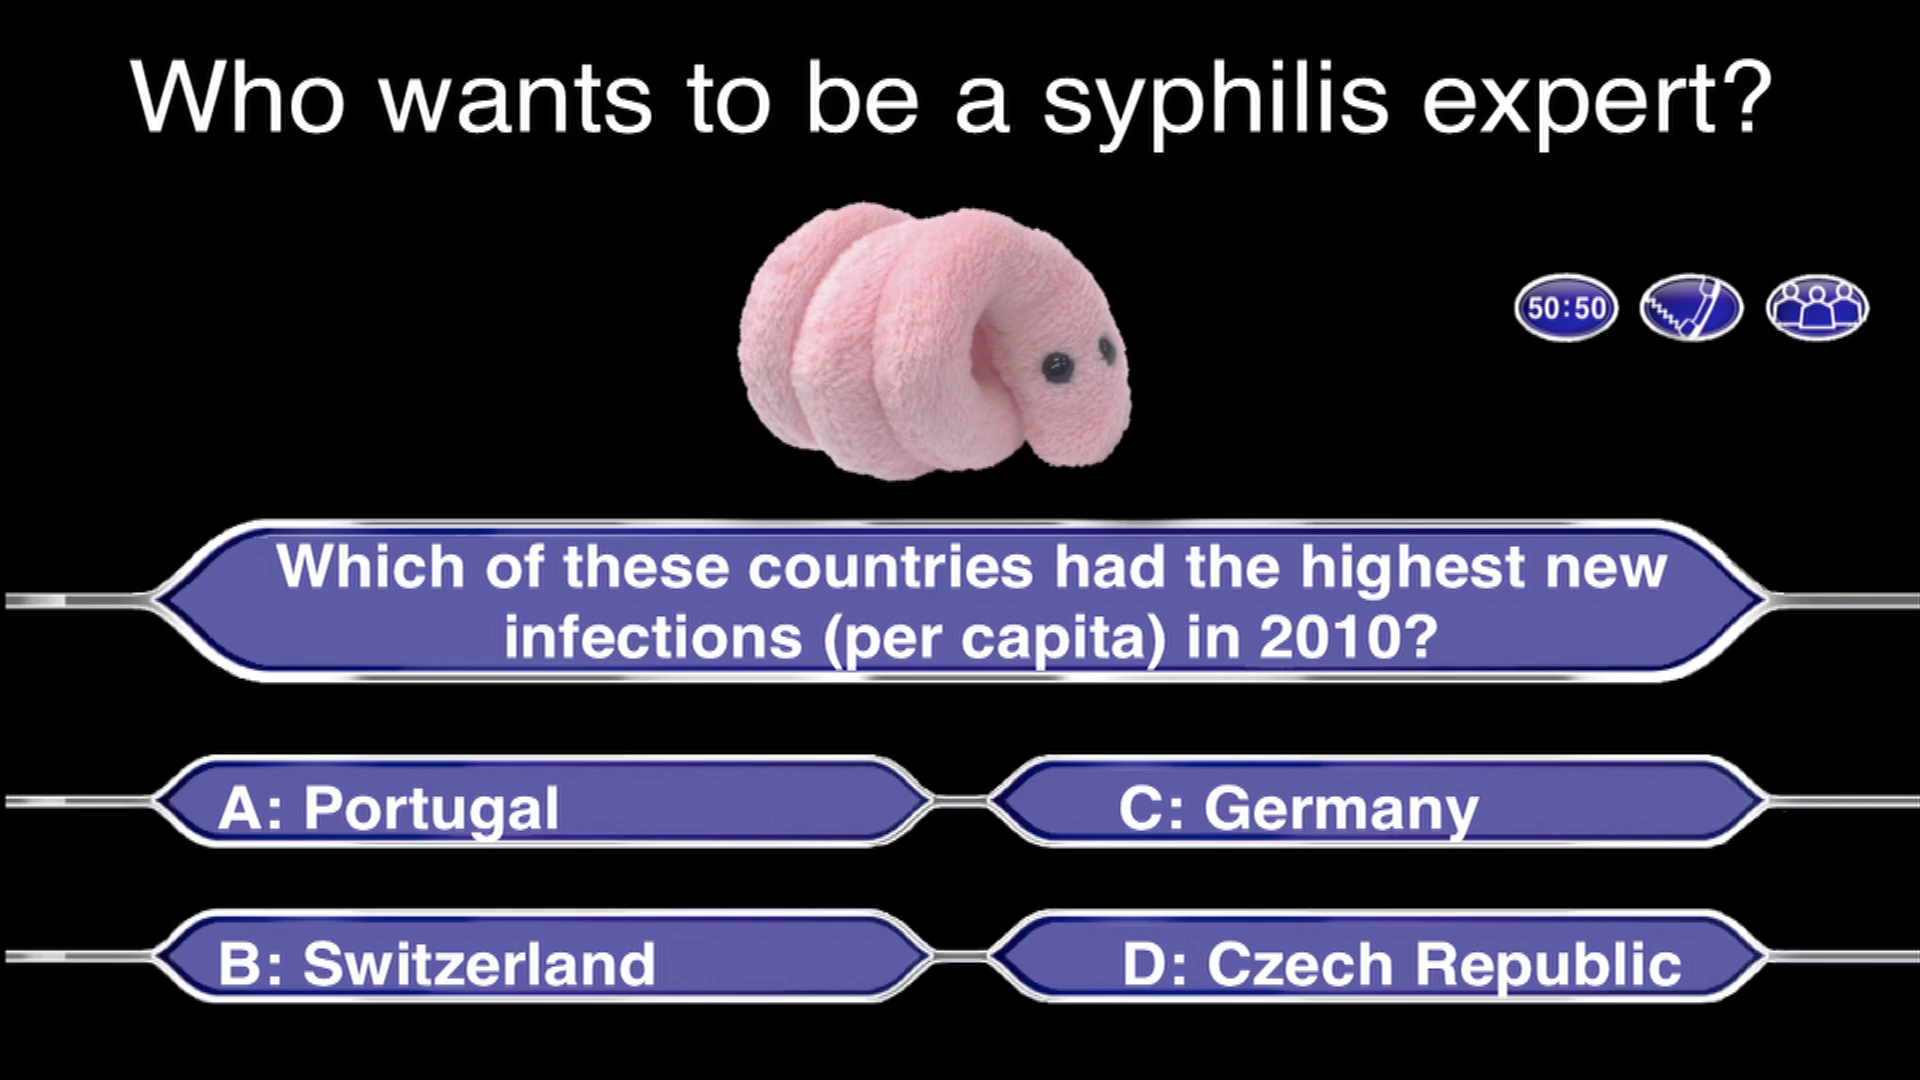 Who wants to be a syphilis expert?
50:50
Which of these countries had the highest new
infections (per capita) in 2010?
A: Portugal
C: Germany
B: Switzerland
D: Czech Republic